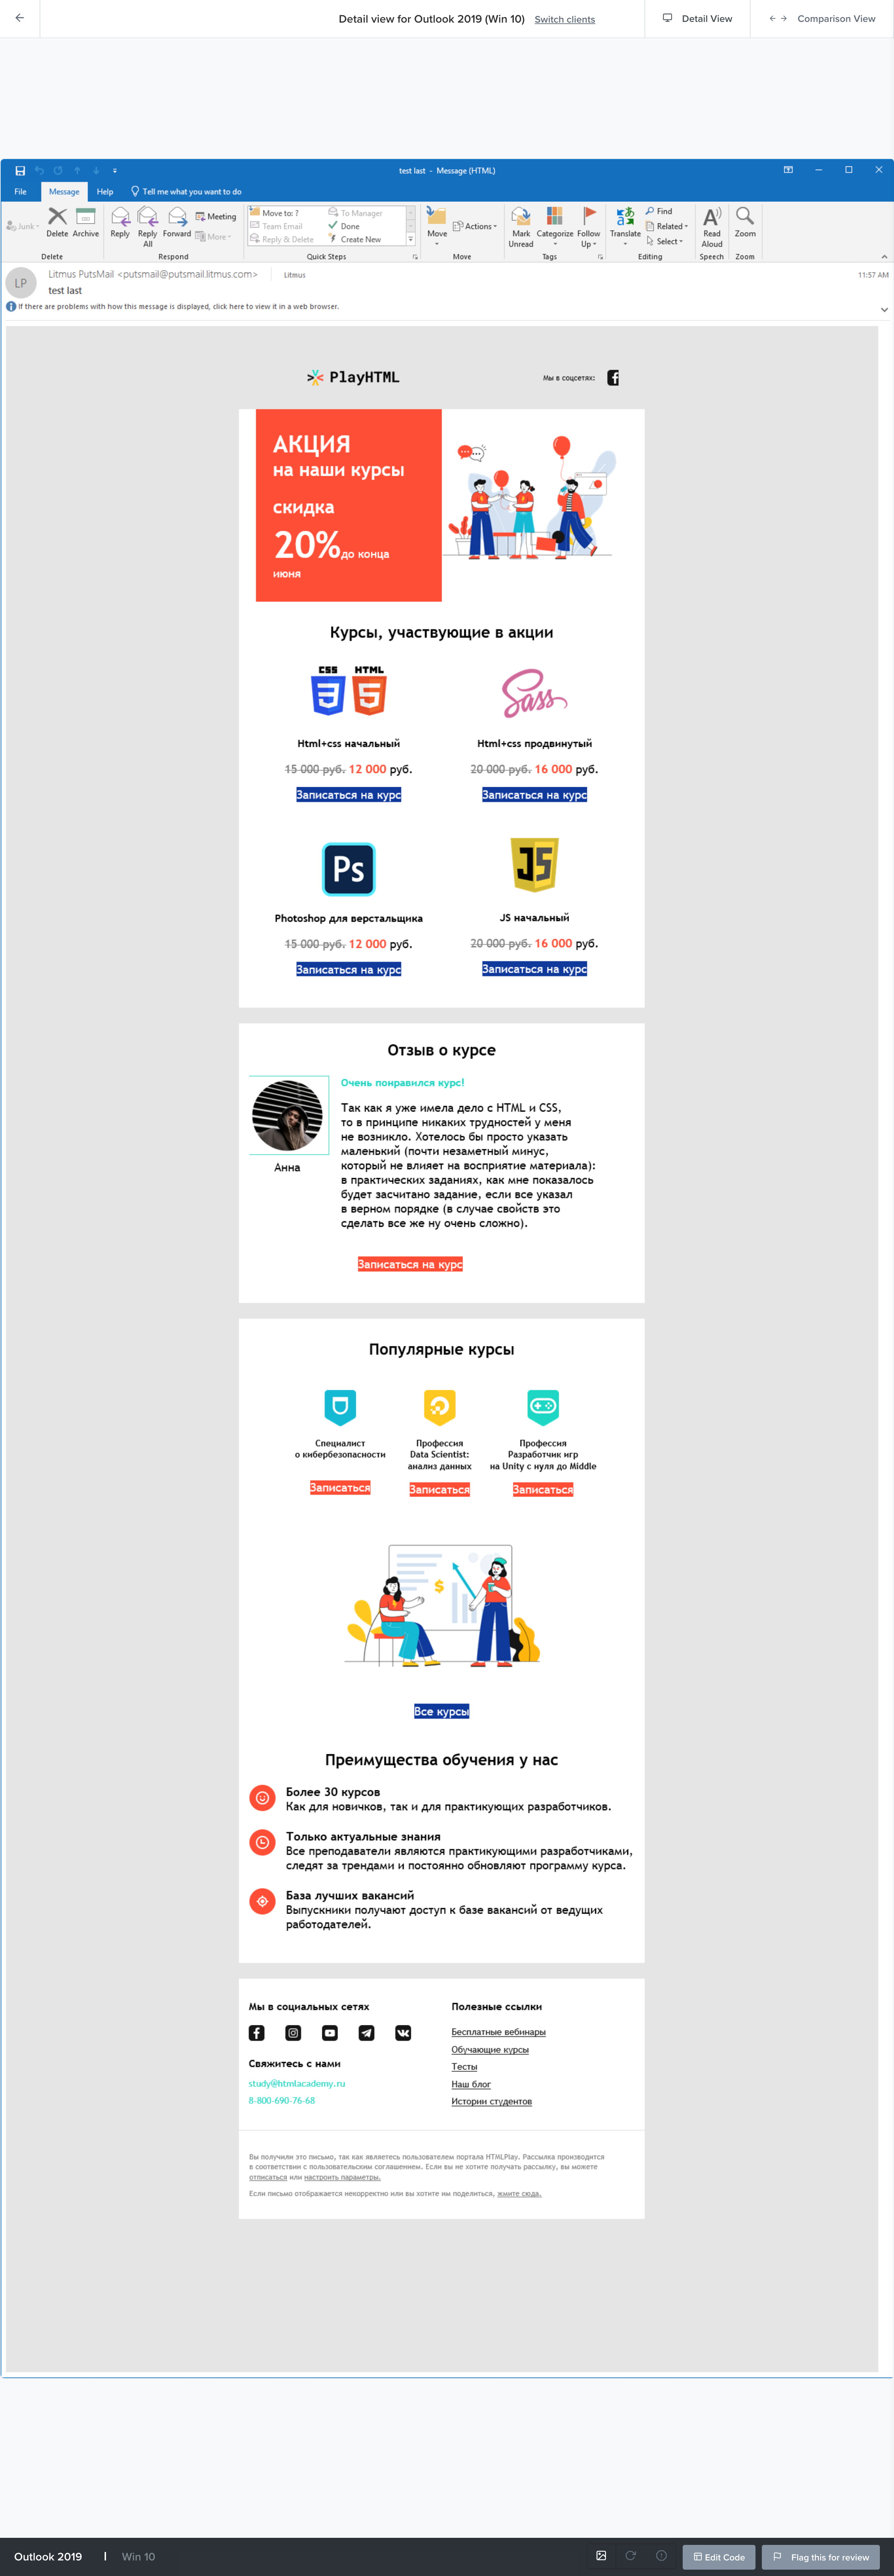 Detail view for Outlook 2019 (Win 10) Switch clients
Detail View
Comparison View
test last - Message (HTML)
File Message Help Tell me what you want to do
Junk
Delete
Archive
Reply
Reply All
Forward
Meeting
More
Move to: ?
Team Email
Reply & Delete
To Manager
Done
Create New
Move
Actions
Mark Unread
Categorize
Follow Up
Translate
Find
Related
Select
Read Aloud
Zoom
Delete Respond Quick Steps Move Tags Editing Speech Zoom
LP
Litmus PutsMail <putsmail@putsmail.litmus.com> Litmus
11:57 AM
test last
If there are problems with how this message is displayed, click here to view it in a web browser.
PlayHTML
Мы в соцсетях:
АКЦИЯ
на наши курсы
скидка
20%до конца
июня
Курсы, участвующие в акции
CSS HTML
Sass
Html+css начальный
15 000 руб. 12 000 руб.
Записаться на курс
Html+css продвинутый
20 000 руб. 16 000 руб.
Записаться на курс
Ps
JS
Photoshop для верстальщика
15 000 руб. 12 000 руб.
Записаться на курс
JS начальный
20 000 руб. 16 000 руб.
Записаться на курс
Отзыв о курсе
Анна
Очень понравился курс!
Так как я уже имела дело с HTML и CSS,
то в принципе никаких трудностей у меня
не возникло. Хотелось бы просто указать
маленький (почти незаметный минус,
который не влияет на восприятие материала):
в практических заданиях, как мне показалось
будет засчитано задание, если все указал
в верном порядке (в случае свойств это
сделать все же ну очень сложно).
Записаться на курс
Популярные курсы
Специалист
о кибербезопасности
Записаться
Профессия
Data Scientist:
анализ данных
Записаться
Профессия
Разработчик игр
на Unity с нуля до Middle
Записаться
$
Все курсы
Преимущества обучения у нас
Более 30 курсов
Как для новичков, так и для практикующих разработчиков.
Только актуальные знания
Все преподаватели являются практикующими разработчиками,
следят за трендами и постоянно обновляют программу курса.
База лучших вакансий
Выпускники получают доступ к базе вакансий от ведущих
работодателей.
Мы в социальных сетях
Свяжитесь с нами
study@htmlacademy.ru
8-800-690-76-68
Полезные ссылки
Бесплатные вебинары
Обучающие курсы
Тесты
Наш блог
Истории студентов
Вы получили это письмо, так как являетесь пользователем портала HTMLPlay. Рассылка производится
в соответствии с пользовательским соглашением. Если вы не хотите получать рассылку, вы можете
отписаться или настроить параметры.
Если письмо отображается некорректно или вы хотите им поделиться, жмите сюда.
Outlook 2019 | Win 10
Edit Code
Flag this for review